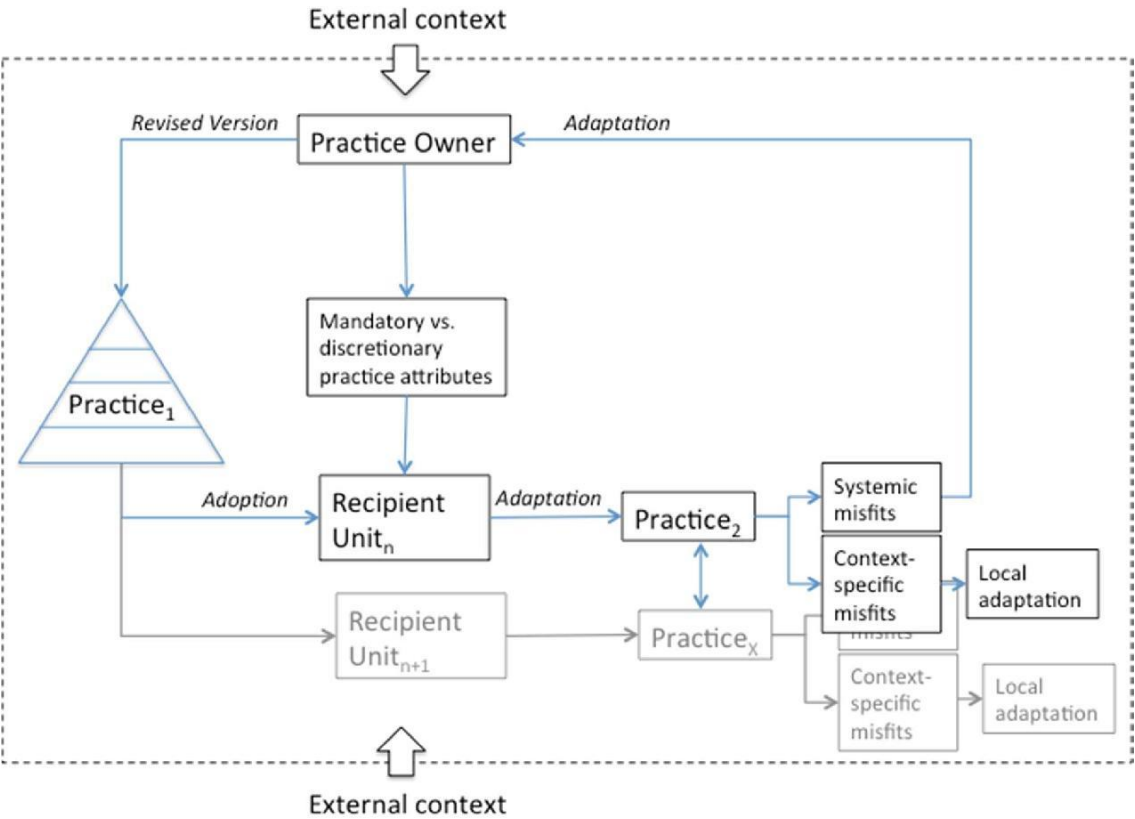 External context
Revised Version
Adaptation
Practice Owner
Mandatory vs.
discretionary
practice attributes
Practice₁
Adoption
Recipient
Unitₙ
Adaptation
Practice₂
Systemic
misfits
Context-
specific
misfits
Local
adaptation
Recipient
Unitₙ₊₁
Practiceₓ
misfits
Context-
specific
misfits
Local
adaptation
External context